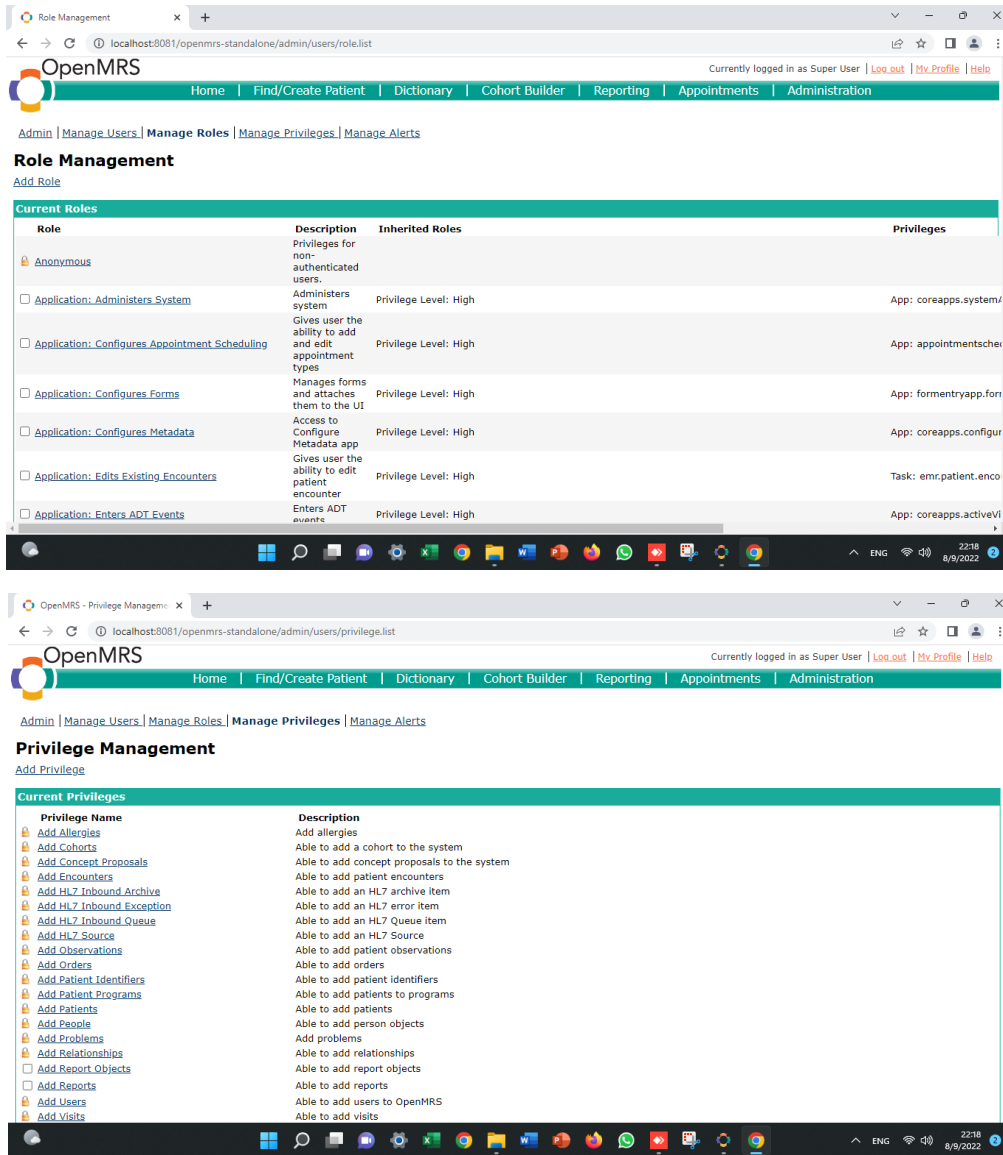 Role Management
localhost:8081/openmrs-standalone/admin/users/role.list
OpenMRS
Currently logged in as Super User | Log out | My Profile | Help
Home | Find/Create Patient | Dictionary | Cohort Builder | Reporting | Appointments | Administration
Admin | Manage Users | Manage Roles | Manage Privileges | Manage Alerts
Role Management
Add Role
Current Roles
Role Description Inherited Roles Privileges
Anonymous
Privileges for
non-
authenticated
users.
Application: Administers System
Administers
system
Privilege Level: High
App: coreapps.systemA
Application: Configures Appointment Scheduling
Gives user the
ability to add
and edit
appointment
types
Privilege Level: High
App: appointmentsche
Application: Configures Forms
Manages forms
and attaches
them to the UI
Privilege Level: High
App: formentryapp.for
Application: Configures Metadata
Access to
Configure
Metadata app
Privilege Level: High
App: coreapps.configur
Application: Edits Existing Encounters
Gives user the
ability to edit
patient
encounter
Privilege Level: High
Task: emr.patient.enco
Application: Enters ADT Events
Enters ADT
events
Privilege Level: High
App: coreapps.activeVi
ENG
22:18
8/9/2022
2
OpenMRS - Privilege Manageme
localhost:8081/openmrs-standalone/admin/users/privilege.list
OpenMRS
Currently logged in as Super User | Log out | My Profile | Help
Home | Find/Create Patient | Dictionary | Cohort Builder | Reporting | Appointments | Administration
Admin | Manage Users | Manage Roles | Manage Privileges | Manage Alerts
Privilege Management
Add Privilege
Current Privileges
Privilege Name Description
Add Allergies Add allergies
Add Cohorts Able to add a cohort to the system
Add Concept Proposals Able to add concept proposals to the system
Add Encounters Able to add patient encounters
Add HL7 Inbound Archive Able to add an HL7 archive item
Add HL7 Inbound Exception Able to add an HL7 error item
Add HL7 Inbound Queue Able to add an HL7 Queue item
Add HL7 Source Able to add an HL7 Source
Add Observations Able to add patient observations
Add Orders Able to add orders
Add Patient Identifiers Able to add patient identifiers
Add Patient Programs Able to add patients to programs
Add Patients Able to add patients
Add People Able to add person objects
Add Problems Add problems
Add Relationships Able to add relationships
Add Report Objects Able to add report objects
Add Reports Able to add reports
Add Users Able to add users to OpenMRS
Add Visits Able to add visits
ENG
22:18
8/9/2022
2